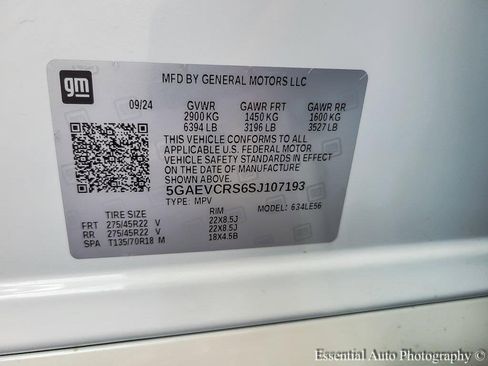 gm
MFD BY GENERAL MOTORS LLC
09/24 GVWR GAWR FRT GAWR RR
2900 KG 1450 KG 1600 KG
6394 LB 3196 LB 3527 LB
THIS VEHICLE CONFORMS TO ALL
APPLICABLE U.S. FEDERAL MOTOR
VEHICLE SAFETY STANDARDS IN EFFECT
ON THE DATE OF MANUFACTURE
SHOWN ABOVE.
5GAEVCRS6SJ107193
TYPE: MPV MODEL: 634LE56
TIRE SIZE RIM
FRT 275/45R22 V 22X8.5J
RR 275/45R22 V 22X8.5J
SPA T135/70R18 M 18X4.5B
Essential Auto Photography ©2024